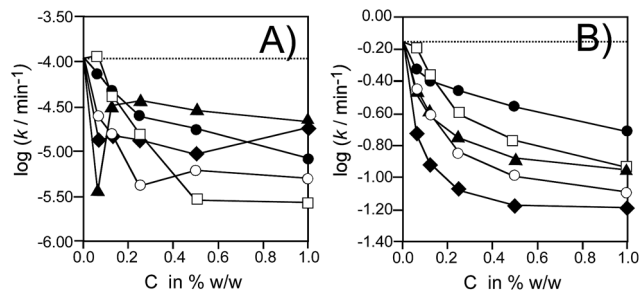 A)
log (k / min-1)
-3.50
-4.00
-4.50
-5.00
-5.50
-6.00
0.0 0.2 0.4 0.6 0.8 1.0
C in % w/w
B)
log (k / min-1)
0.00
-0.20
-0.40
-0.60
-0.80
-1.00
-1.20
-1.40
0.0 0.2 0.4 0.6 0.8 1.0
C in % w/w